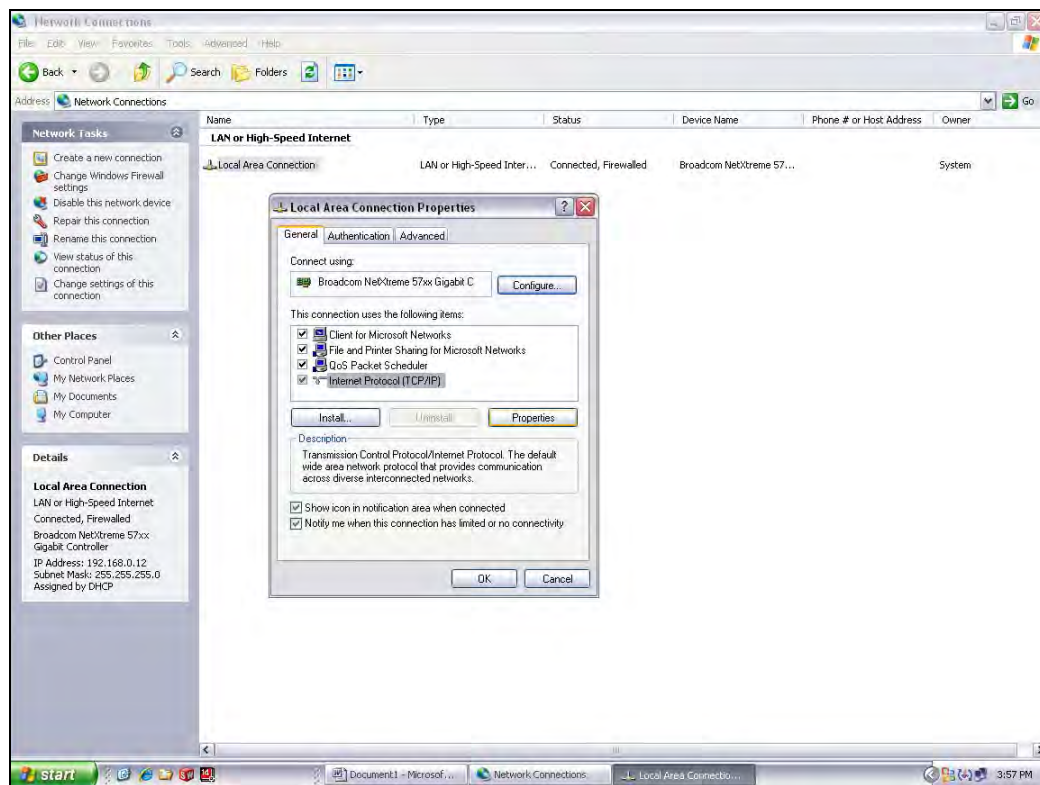 Network Connections
File Edit View Favorites Tools Advanced Help
Back Search Folders
Address Network Connections Go
Name Type Status Device Name Phone # or Host Address Owner
LAN or High-Speed Internet
Local Area Connection LAN or High-Speed Inter... Connected, Firewalled Broadcom NetXtreme 57... System
Network Tasks
Create a new connection
Change Windows Firewall
settings
Disable this network device
Repair this connection
Rename this connection
View status of this
connection
Change settings of this
connection
Other Places
Control Panel
My Network Places
My Documents
My Computer
Details
Local Area Connection
LAN or High-Speed Internet
Connected, Firewalled
Broadcom NetXtreme 57xx
Gigabit Controller
IP Address: 192.168.0.12
Subnet Mask: 255.255.255.0
Assigned by DHCP
Local Area Connection Properties
General Authentication Advanced
Connect using:
Broadcom NetXtreme 57xx Gigabit C Configure...
This connection uses the following items:
Client for Microsoft Networks
File and Printer Sharing for Microsoft Networks
QoS Packet Scheduler
Internet Protocol (TCP/IP)
Install... Uninstall Properties
Description
Transmission Control Protocol/Internet Protocol. The default
wide area network protocol that provides communication
across diverse interconnected networks.
Show icon in notification area when connected
Notify me when this connection has limited or no connectivity
OK Cancel
start Document1 - Microsof... Network Connections Local Area Connectio... 3:57 PM